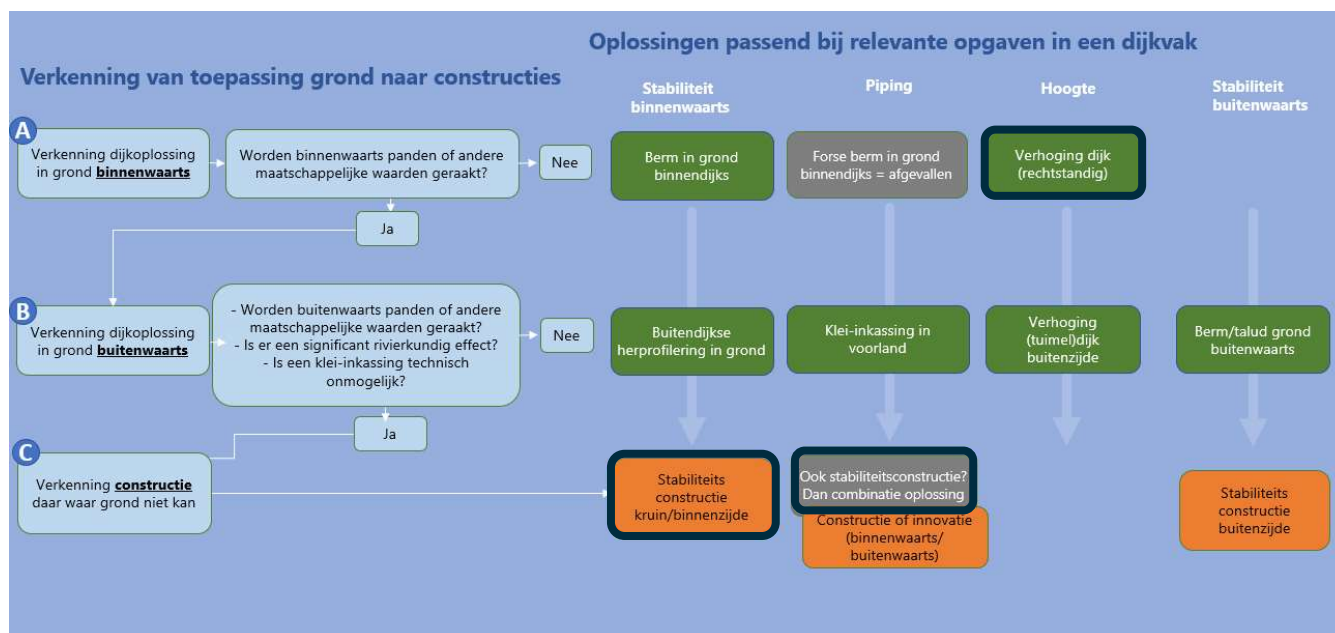 Oplossingen passend bij relevante opgaven in een dijkvak
Verkenning van toepassing grond naar constructies
Stabiliteit
binnenwaarts
Piping
Hoogte
Stabiliteit
buitenwaarts
A
Verkenning dijkoplossing
in grond binnenwaarts
Worden binnenwaarts panden of andere
maatschappelijke waarden geraakt?
Nee
Berm in grond
binnendijks
Forse berm in grond
binnendijks = afgevallen
Verhoging dijk
(rechtstandig)
Ja
B
Verkenning dijkoplossing
in grond buitenwaarts
- Worden buitenwaarts panden of andere
maatschappelijke waarden geraakt?
- Is er een significant rivierkundig effect?
- Is een klei-inkassing technisch
onmogelijk?
Nee
Buitendijkse
herprofilering in grond
Klei-inkassing in
voorland
Verhoging
(tuimel)dijk
buitenzijde
Berm/talud grond
buitenwaarts
Ja
C
Verkenning constructie
daar waar grond niet kan
Stabiliteits
constructie
kruin/binnenzijde
Ook stabiliteitsconstructie?
Dan combinatie oplossing
Constructie of innovatie
(binnenwaarts/
buitenwaarts)
Stabiliteits
constructie
buitenzijde